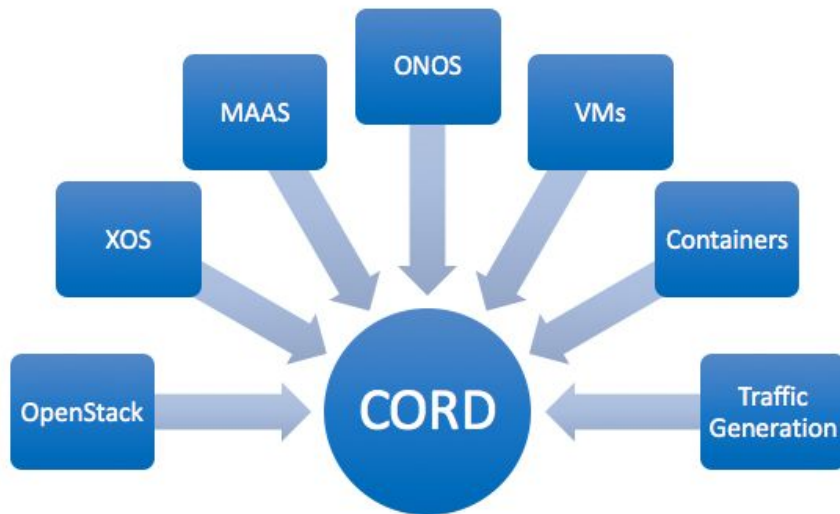 ONOS
MAAS
VMs
XOS
Containers
OpenStack
CORD
Traffic
Generation